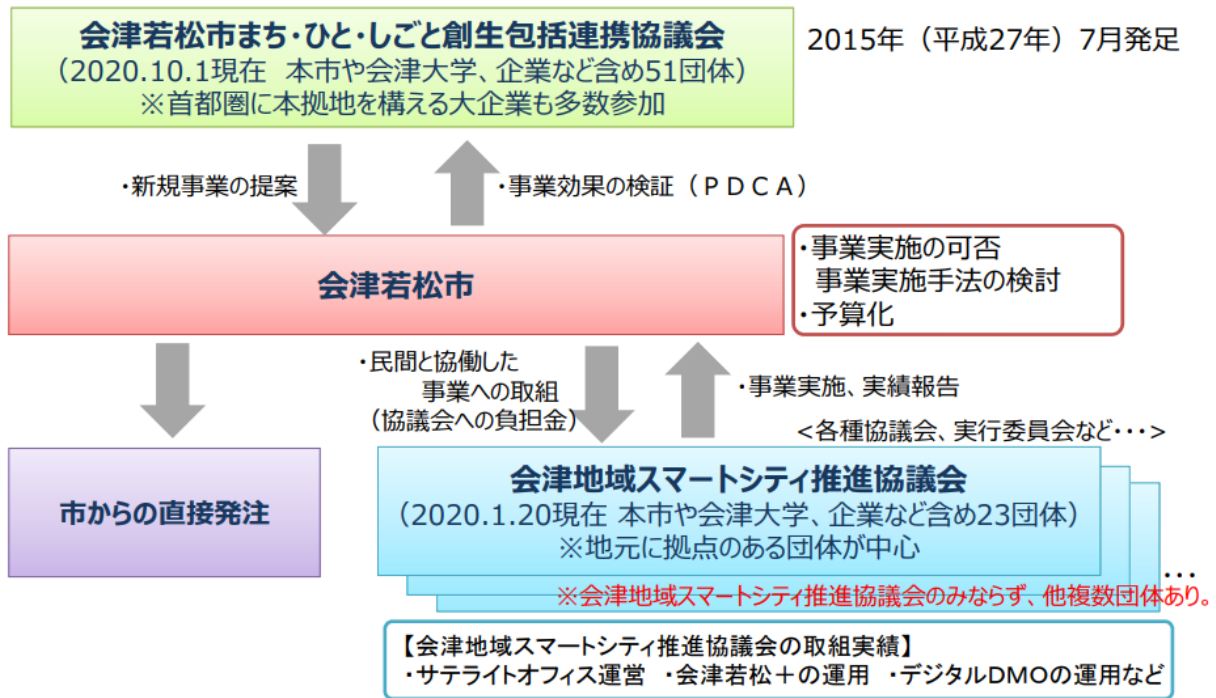 会津若松市まち・ひと・しごと創生包括連携協議会
（2020.10.1現在 本市や会津大学、企業など含め51団体）
※首都圏に本拠地を構える大企業も多数参加
2015年（平成27年）7月発足
・新規事業の提案
・事業効果の検証（ＰＤＣＡ）
会津若松市
・事業実施の可否
事業実施手法の検討
・予算化
・民間と協働した
事業への取組
（協議会への負担金）
・事業実施、実績報告
<各種協議会、実行委員会など・・・>
市からの直接発注
会津地域スマートシティ推進協議会
（2020.1.20現在 本市や会津大学、企業など含め23団体）
※地元に拠点のある団体が中心
・・・
※会津地域スマートシティ推進協議会のみならず、他複数団体あり。
【会津地域スマートシティ推進協議会の取組実績】
・サテライトオフィス運営 ・会津若松＋の運用 ・デジタルDMOの運用など